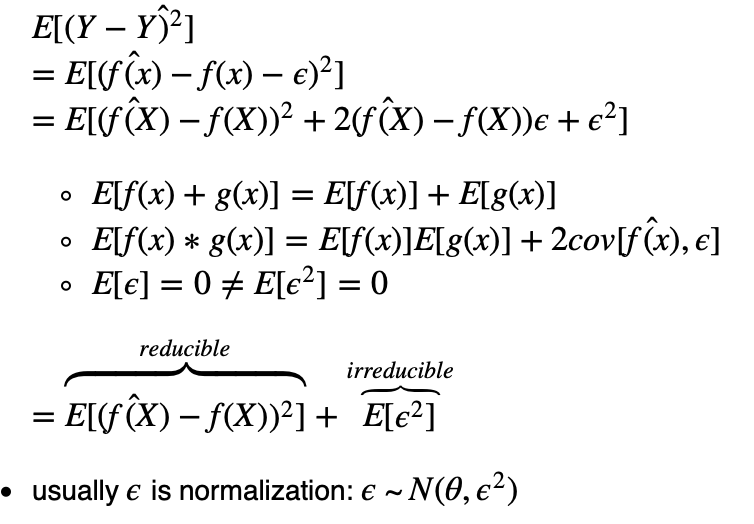 E[(Y − Y)^2]
= E[(f(̂x) − f(x) − ϵ)²]
= E[(f(̂X) − f(X))² + 2(f(̂X) − f(X))ϵ + ϵ²]
∘ E[f(x) + g(x)] = E[f(x)] + E[g(x)]
∘ E[f(x) * g(x)] = E[f(x)]E[g(x)] + 2cov[f(̂x), ϵ]
∘ E[ϵ] = 0 ≠ E[ϵ²] = 0
reducible
irreducible
= E[(f(̂X) − f(X))²] + E[ϵ²]
• usually ϵ is normalization: ϵ ~ N(θ, ϵ²)